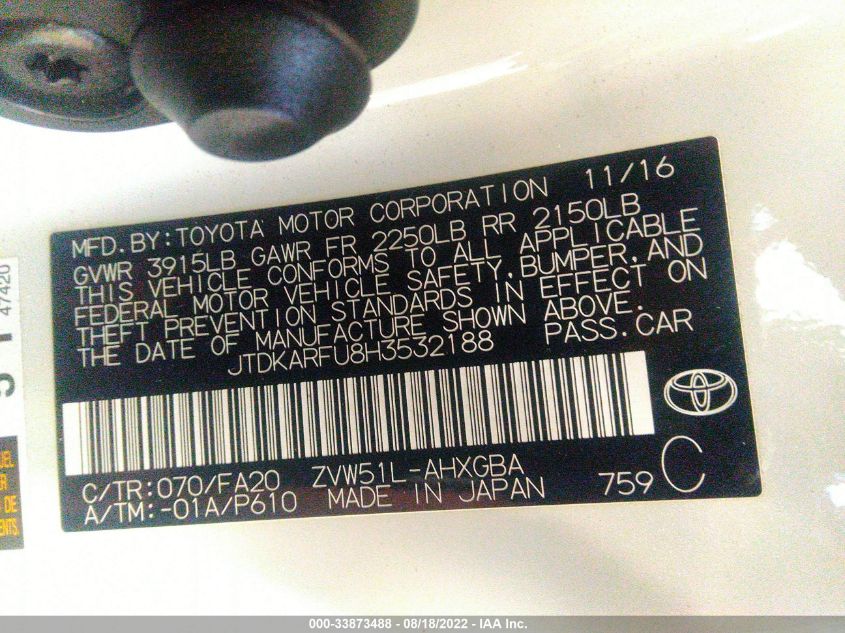 MFD. BY: TOYOTA MOTOR CORPORATION 11/16
GVWR 3915LB GAWR FR 2250LB RR 2150LB
THIS VEHICLE CONFORMS TO ALL APPLICABLE
FEDERAL MOTOR VEHICLE SAFETY, BUMPER, AND
THEFT PREVENTION STANDARDS IN EFFECT ON
THE DATE OF MANUFACTURE SHOWN ABOVE.
JTDKARFU8H3532188 PASS. CAR
C/TR: 070/FA20 ZVW51L-AHXGBA
A/TM: -01A/P610 MADE IN JAPAN 759 C
47420
DE
000-33873488 - 08/18/2022 - IAA Inc.